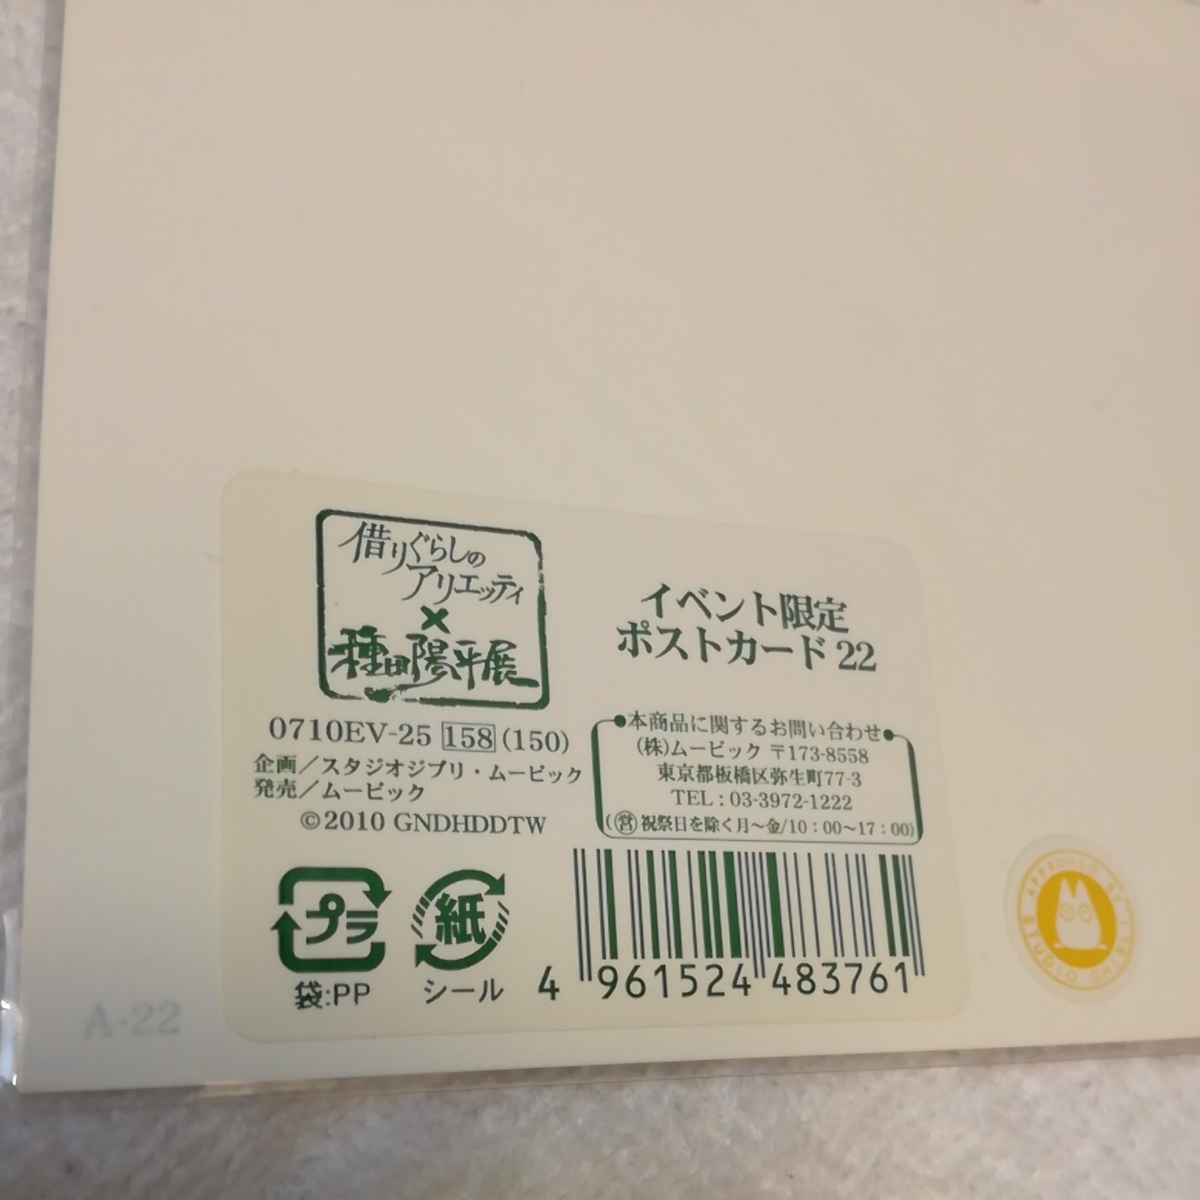 借りぐらしの
アリエッティ
×
種田陽平展
イベント限定
ポストカード 22
0710EV-25 158 (150)
企画／スタジオジブリ・ムービック
発売／ムービック
©2010 GNDHDDTW
本商品に関するお問い合わせ
(株)ムービック 〒173-8558
東京都板橋区弥生町77-3
TEL : 03-3972-1222
(営 祝祭日を除く月～金/10：00～17：00)
プラ
袋:PP
紙
シール
4 961524 483761
APPROVED BY
STUDIO GHIBLI
A-22